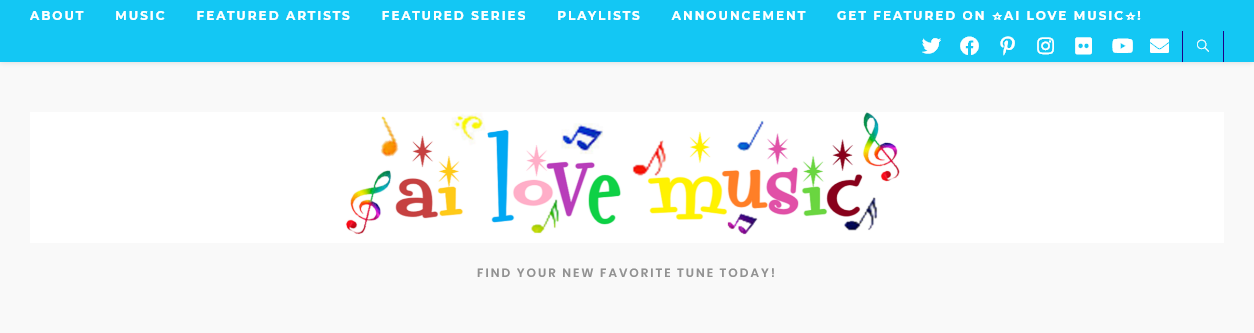 ABOUT MUSIC FEATURED ARTISTS FEATURED SERIES PLAYLISTS ANNOUNCEMENT GET FEATURED ON ☆AI LOVE MUSIC☆!
ai love music
FIND YOUR NEW FAVORITE TUNE TODAY!